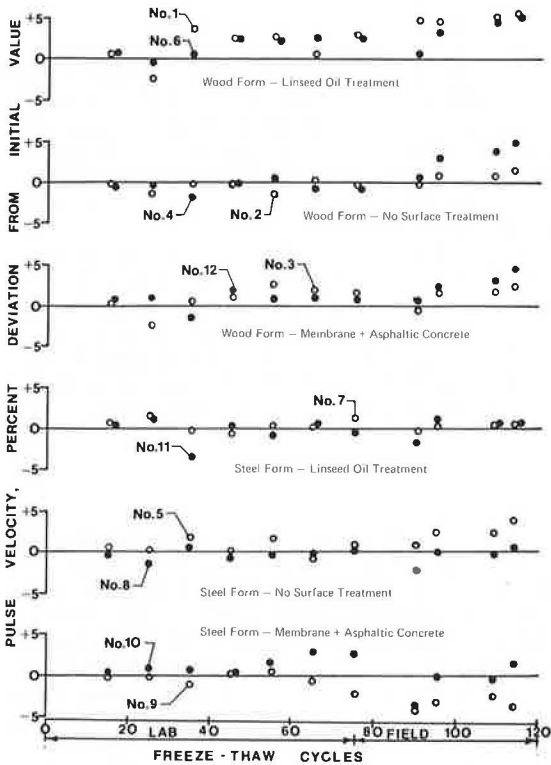 PULSE VELOCITY, PERCENT DEVIATION FROM INITIAL VALUE
+5
0
-5
No.1
No.6
Wood Form – Linseed Oil Treatment
+5
0
-5
No.4
No.2
Wood Form – No Surface Treatment
+5
0
-5
No.12
No.3
Wood Form – Membrane + Asphaltic Concrete
+5
0
-5
No.7
No.11
Steel Form – Linseed Oil Treatment
+5
0
-5
No.5
No.8
Steel Form – No Surface Treatment
Steel Form – Membrane + Asphaltic Concrete
+5
0
-5
No.10
No.9
0 20 40 60 80 100 120
LAB FIELD
FREEZE - THAW CYCLES